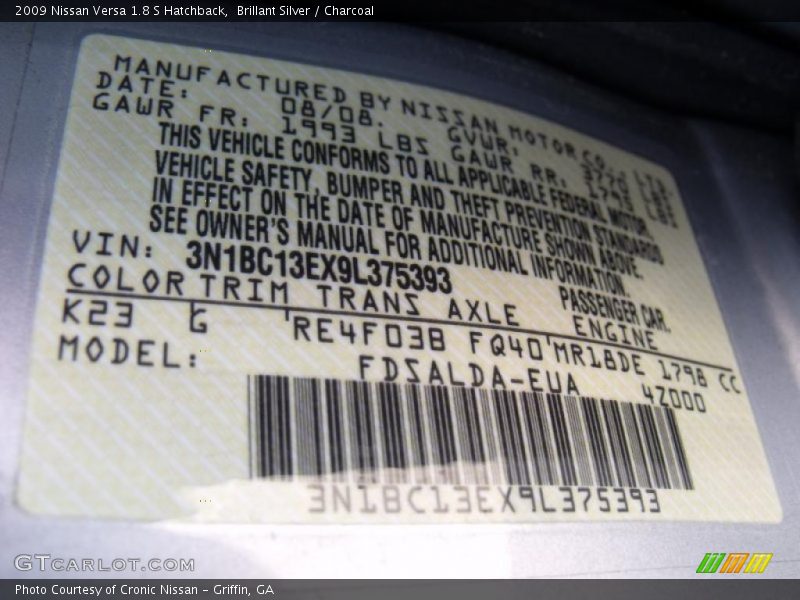 2009 Nissan Versa 1.8 S Hatchback, Brillant Silver / Charcoal
MANUFACTURED BY NISSAN MOTOR CO., LTD.
DATE: 08/08. GVWR:
GAWR FR: 1993 LBS GAWR RR: LBS
THIS VEHICLE CONFORMS TO ALL APPLICABLE FEDERAL MOTOR
VEHICLE SAFETY, BUMPER AND THEFT PREVENTION STANDARDS
IN EFFECT ON THE DATE OF MANUFACTURE SHOWN ABOVE.
SEE OWNER'S MANUAL FOR ADDITIONAL INFORMATION.
VIN: 3N1BC13EX9L375393 PASSENGER CAR.
COLOR TRIM TRANS AXLE ENGINE
K23 G RE4F03B FQ40 MR18DE 1798 CC
MODEL: FDSALDA-EUA 4Z000
3N1BC13EX9L375393
GTCARLOT.COM
Photo Courtesy of Cronic Nissan - Griffin, GA